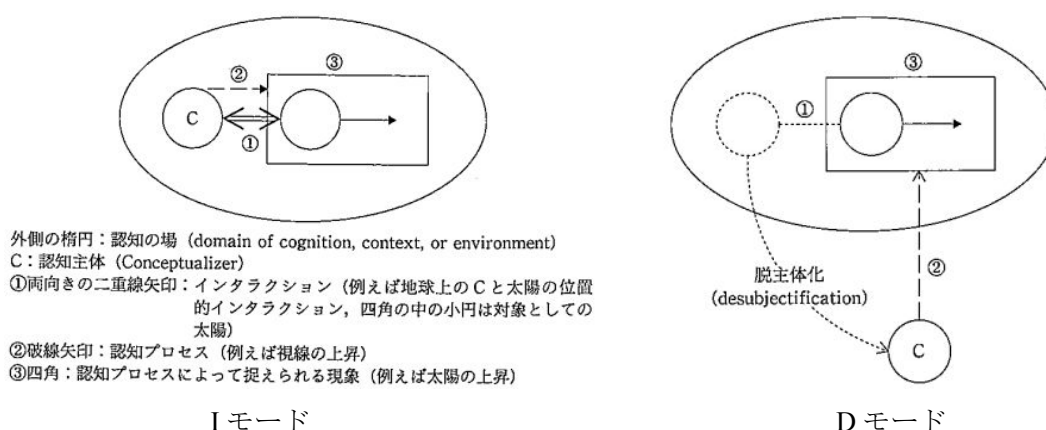 ②
③
C
①
外側の楕円：認知の場（domain of cognition, context, or environment）
C：認知主体（Conceptualizer）
①両向きの二重線矢印：インタラクション（例えば地球上のＣと太陽の位置
的インタラクション，四角の中の小円は対象としての
太陽）
②破線矢印：認知プロセス（例えば視線の上昇）
③四角：認知プロセスによって捉えられる現象（例えば太陽の上昇）
I モード
③
①
②
脱主体化
(desubjectification)
C
D モード